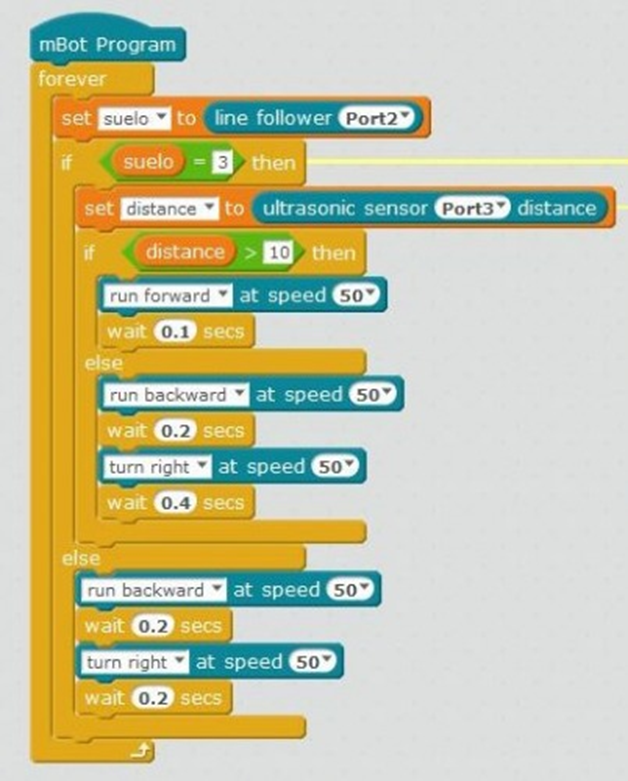 mBot Program
forever
set suelo to line follower Port2
if suelo = 3 then
set distance to ultrasonic sensor Port3 distance
if distance > 10 then
run forward at speed 50
wait 0.1 secs
else
run backward at speed 50
wait 0.2 secs
turn right at speed 50
wait 0.4 secs
else
run backward at speed 50
wait 0.2 secs
turn right at speed 50
wait 0.2 secs